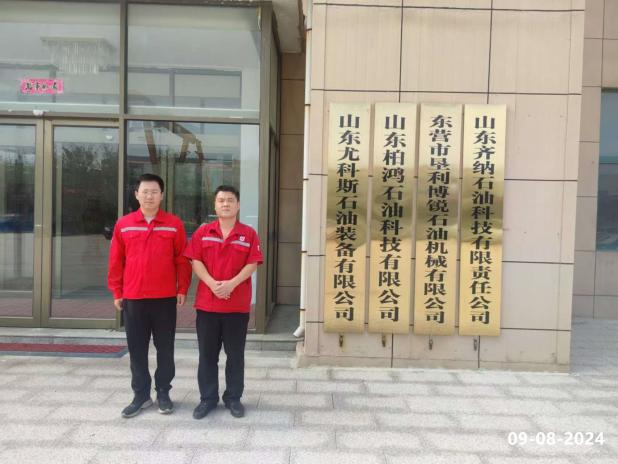 山东尤科斯石油装备有限公司
山东柏鸿石油科技有限公司
东营市垦利博锐石油机械有限公司
山东齐纳石油科技有限责任公司
09-08-2024